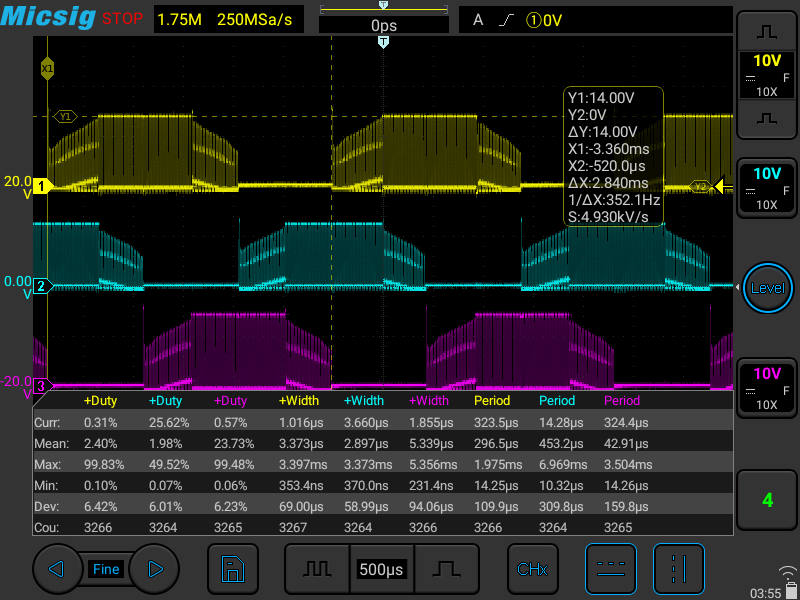 Micsig STOP 1.75M 250MSa/s 0ps A ①0V
T
X1
Y1
20.0
V
1
Y1:14.00V
Y2:0V
ΔY:14.00V
X1:-3.360ms
X2:-520.0µs
ΔX:2.840ms
1/ΔX:352.1Hz
S:4.930kV/s
Y2
0.00
V
2
-20.0
V
3
10V
F
10X
10V
F
10X
Level
10V
F
10X
4
+Duty +Duty +Duty +Width +Width +Width Period Period Period
Curr: 0.31% 25.62% 0.57% 1.016µs 3.660µs 1.855µs 323.5µs 14.28µs 324.4µs
Mean: 2.40% 1.98% 23.73% 3.373µs 2.897µs 5.339µs 296.5µs 453.2µs 42.91µs
Max: 99.83% 49.52% 99.48% 3.397ms 3.373ms 5.356ms 1.975ms 6.969ms 3.504ms
Min: 0.10% 0.07% 0.06% 353.4ns 370.0ns 231.4ns 14.25µs 10.32µs 14.26µs
Dev: 6.42% 6.01% 6.23% 69.00µs 58.99µs 94.06µs 109.9µs 309.8µs 159.8µs
Cou: 3266 3264 3265 3267 3264 3266 3266 3264 3265
Fine 500µs CHx
03:55